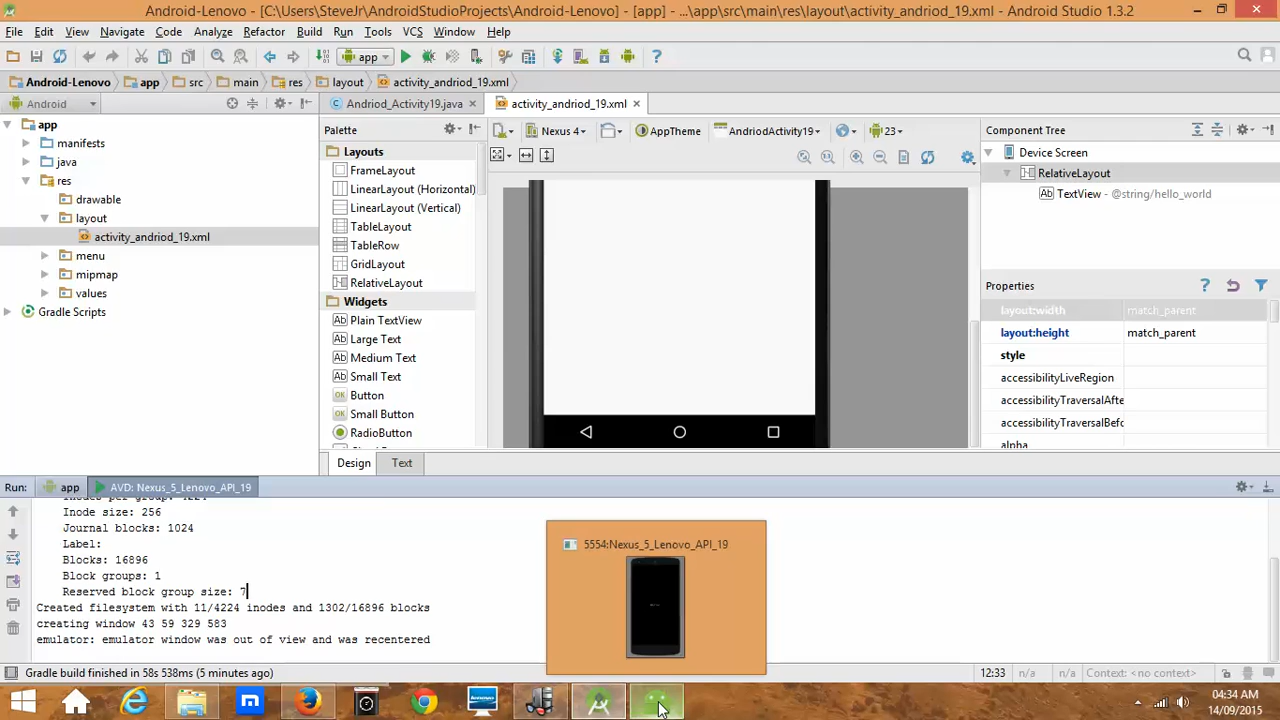 Android-Lenovo - [C:\Users\SteveJr\AndroidStudioProjects\Android-Lenovo] - [app] - ...\app\src\main\res\layout\activity_andriod_19.xml - Android Studio 1.3.2
File Edit View Navigate Code Analyze Refactor Build Run Tools VCS Window Help
app
Android-Lenovo app src main res layout activity_andriod_19.xml
Android
Andriod_Activity19.java activity_andriod_19.xml
app
manifests
java
res
drawable
layout
activity_andriod_19.xml
menu
mipmap
values
Gradle Scripts
Palette
Layouts
FrameLayout
LinearLayout (Horizontal)
LinearLayout (Vertical)
TableLayout
TableRow
GridLayout
RelativeLayout
Widgets
Plain TextView
Large Text
Medium Text
Small Text
Button
Small Button
RadioButton
Design Text
Nexus 4 AppTheme AndriodActivity19 23
Component Tree
Device Screen
RelativeLayout
Ab TextView - @string/hello_world
Properties
layout:width match_parent
layout:height match_parent
style
accessibilityLiveRegion
accessibilityTraversalAfte
accessibilityTraversalBefo
alpha
Run: app AVD: Nexus_5_Lenovo_API_19
Inode size: 256
Journal blocks: 1024
Label:
Blocks: 16896
Block groups: 1
Reserved block group size: 7
Created filesystem with 11/4224 inodes and 1302/16896 blocks
creating window 43 59 329 583
emulator: emulator window was out of view and was recentered
5554:Nexus_5_Lenovo_API_19
Gradle build finished in 58s 538ms (5 minutes ago)
12:33 n/a n/a Context: <no context>
04:34 AM
14/09/2015